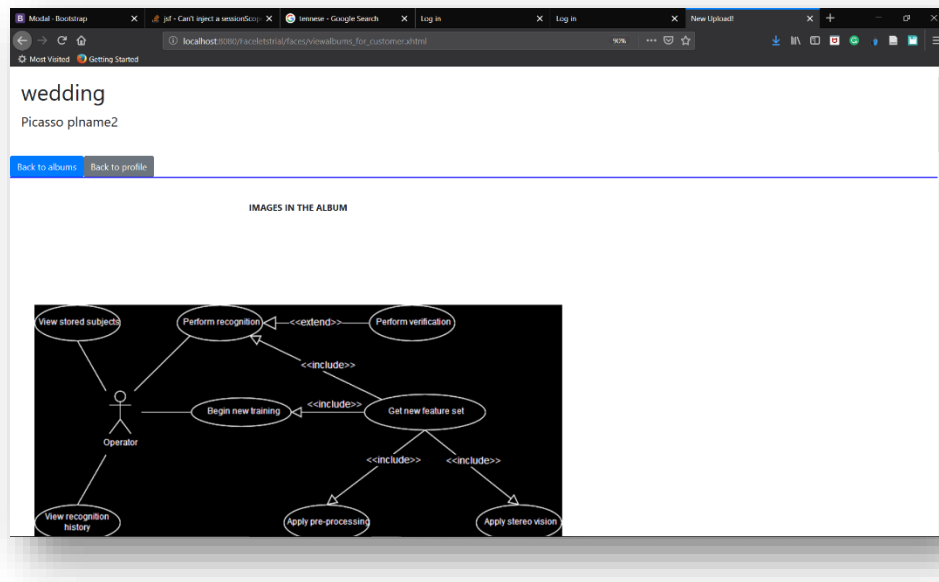 Modal · Bootstrap
jsf - Can't inject a sessionScop
tennese - Google Search
Log in
Log in
New Upload!
localhost:8080/Faceletstrial/faces/viewalbums_for_customer.xhtml
90%
Most Visited
Getting Started
wedding
Picasso plname2
Back to albums
Back to profile
IMAGES IN THE ALBUM
View stored subjects
Perform recognition
<<extend>>
Perform verification
<<include>>
Begin new training
<<include>>
Get new feature set
Operator
<<include>>
<<include>>
View recognition
history
Apply pre-processing
Apply stereo vision